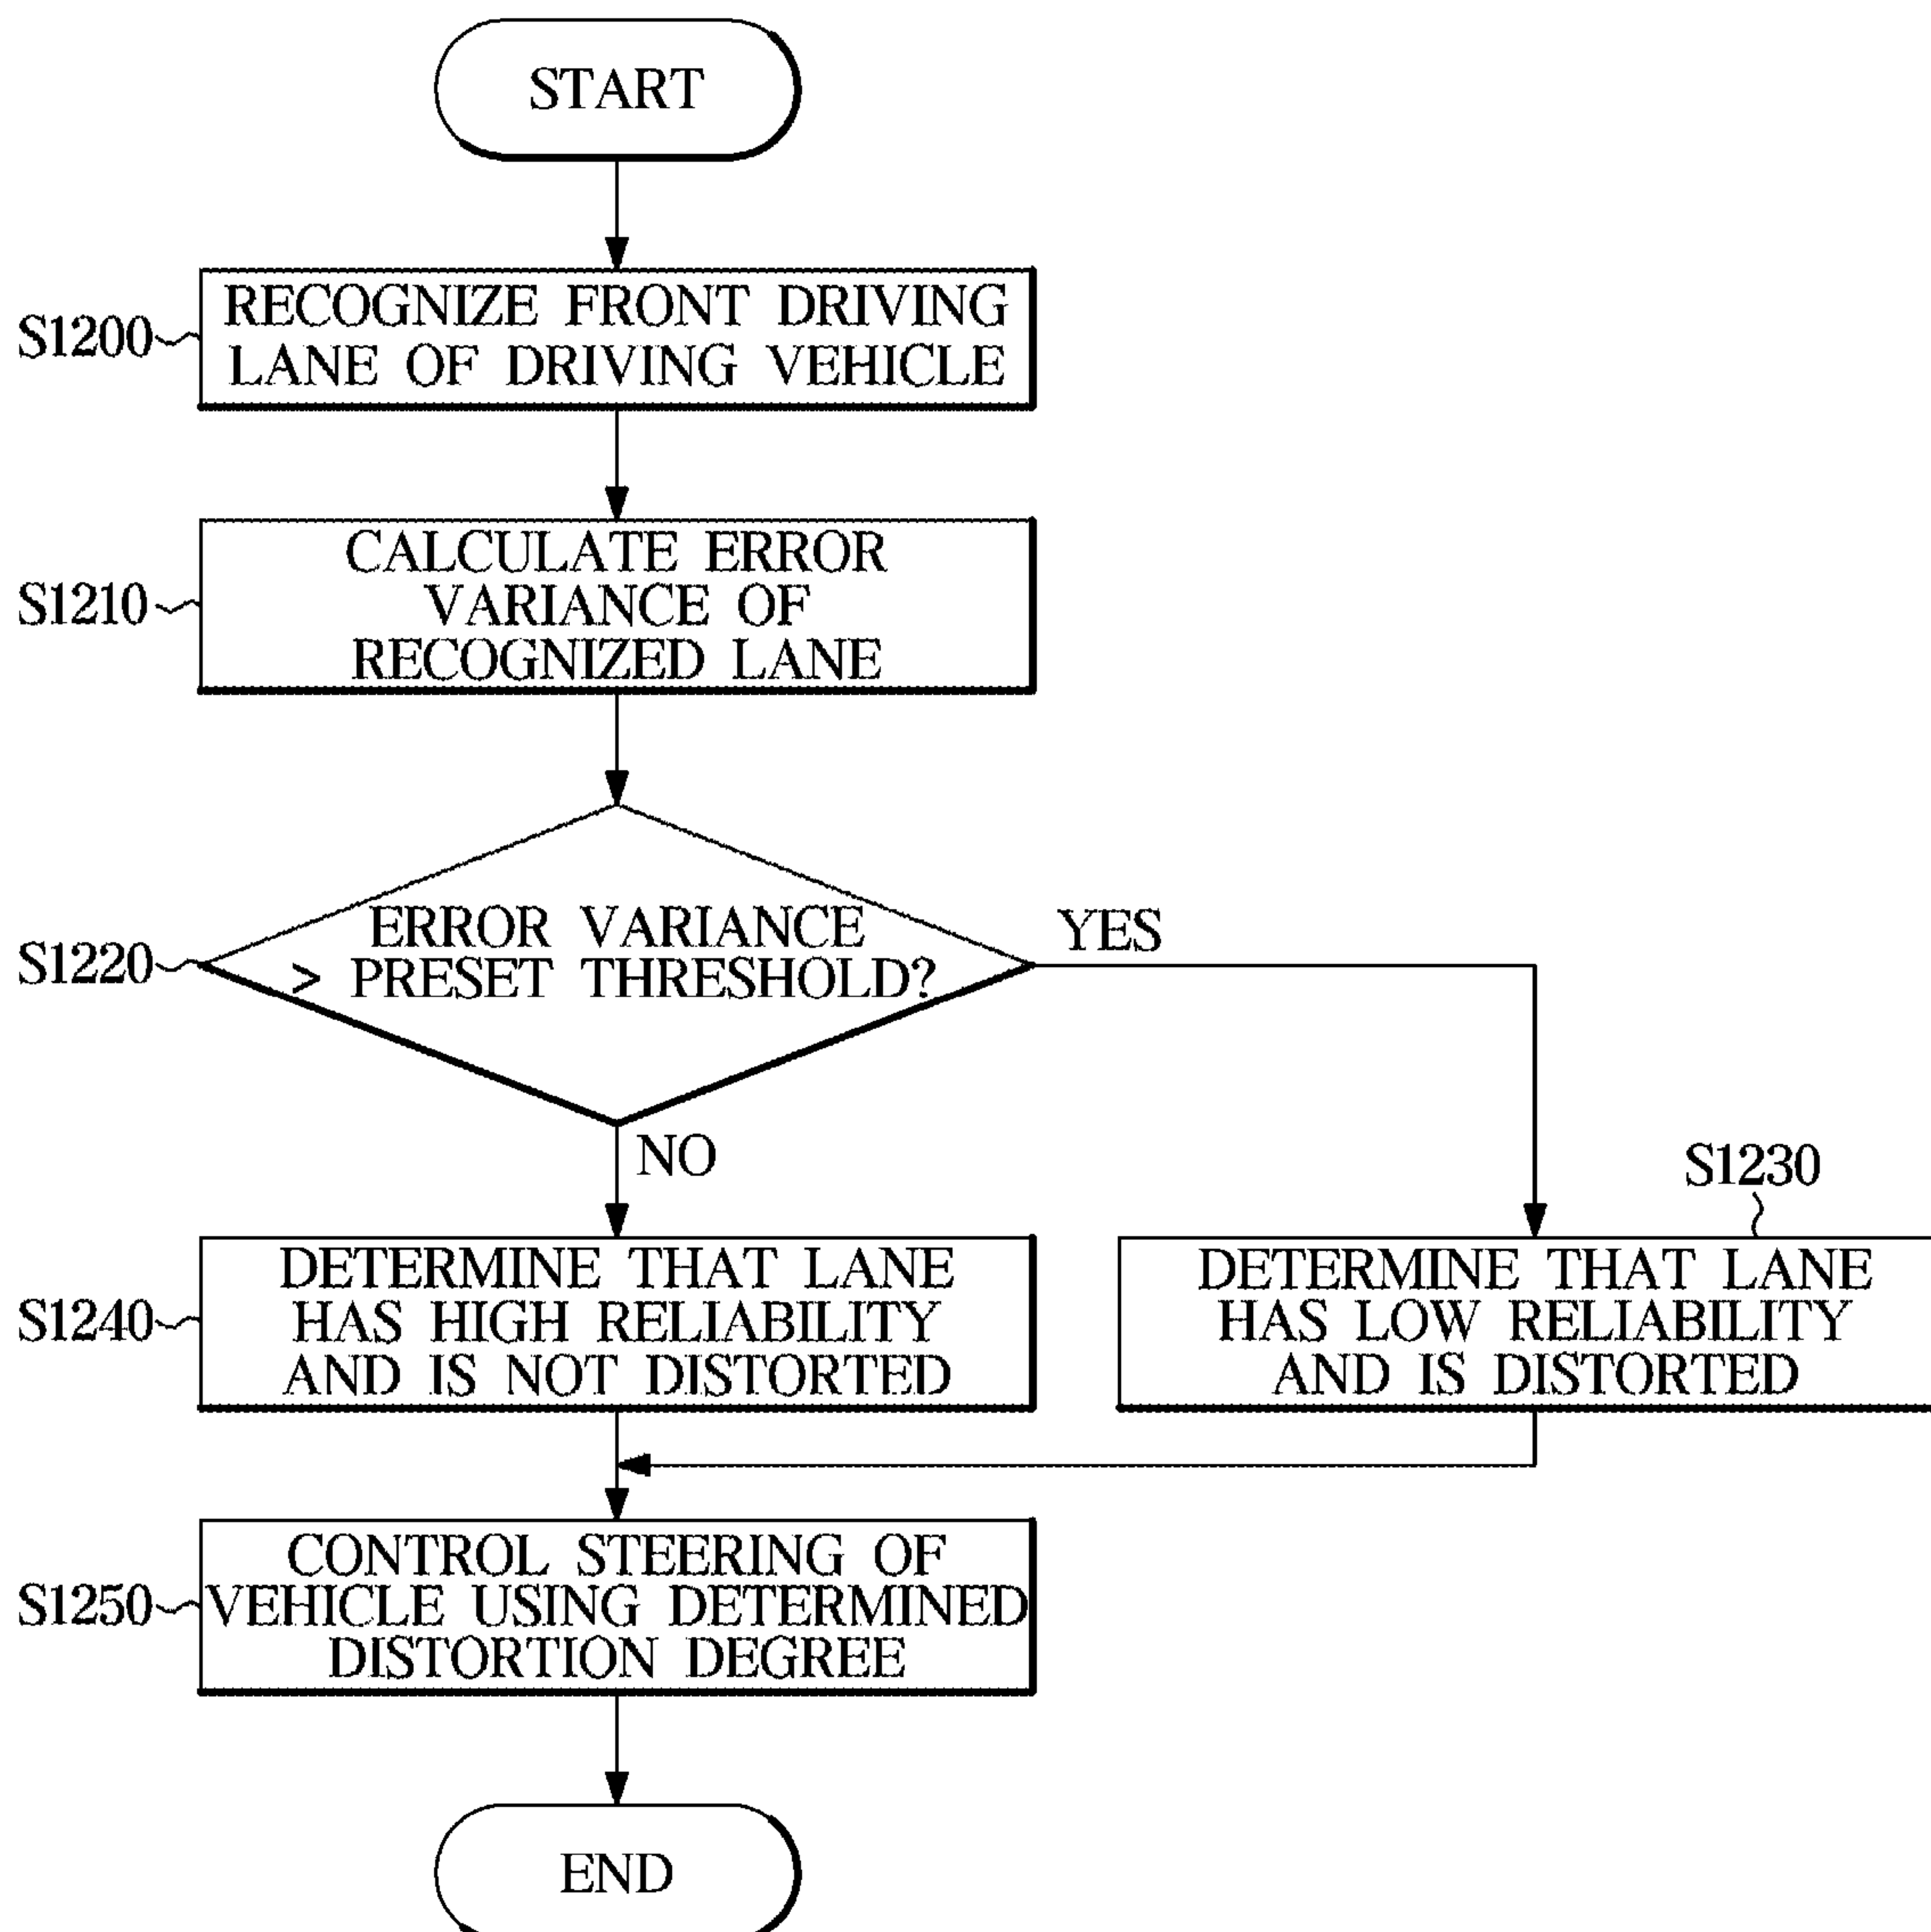 START
S1200
RECOGNIZE FRONT DRIVING
LANE OF DRIVING VEHICLE
S1210
CALCULATE ERROR
VARIANCE OF
RECOGNIZED LANE
S1220
ERROR VARIANCE
> PRESET THRESHOLD?
YES
NO
S1240
DETERMINE THAT LANE
HAS HIGH RELIABILITY
AND IS NOT DISTORTED
S1230
DETERMINE THAT LANE
HAS LOW RELIABILITY
AND IS DISTORTED
S1250
CONTROL STEERING OF
VEHICLE USING DETERMINED
DISTORTION DEGREE
END